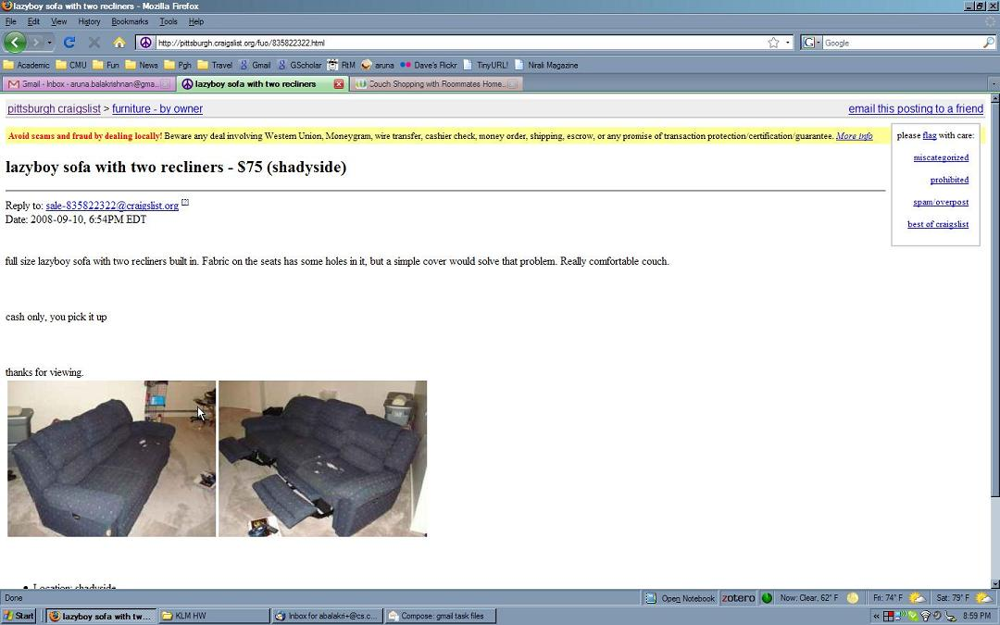 lazyboy sofa with two recliners - Mozilla Firefox
File Edit View History Bookmarks Tools Help
http://pittsburgh.craigslist.org/fuo/835822322.html
G Google
Academic CMU Fun News Pgh Travel Gmail GScholar RtM aruna Dave's Flickr TinyURL! Nirali Magazine
Gmail - Inbox - aruna.balakrishnan@gma... lazyboy sofa with two recliners Couch Shopping with Roommates Home...
pittsburgh craigslist > furniture - by owner email this posting to a friend
Avoid scams and fraud by dealing locally! Beware any deal involving Western Union, Moneygram, wire transfer, cashier check, money order, shipping, escrow, or any promise of transaction protection/certification/guarantee. More info
please flag with care:
miscategorized
prohibited
spam/overpost
best of craigslist
lazyboy sofa with two recliners - $75 (shadyside)
Reply to: sale-835822322@craigslist.org [?]
Date: 2008-09-10, 6:54PM EDT
full size lazyboy sofa with two recliners built in. Fabric on the seats has some holes in it, but a simple cover would solve that problem. Really comfortable couch.
cash only, you pick it up
thanks for viewing.
Location: shadyside
Done Open Notebook zotero Now: Clear, 62° F Fri: 74° F Sat: 79° F
Start lazyboy sofa with tw... KLM HW Inbox for abalakri+@cs.c... Compose: gmail task files 8:59 PM